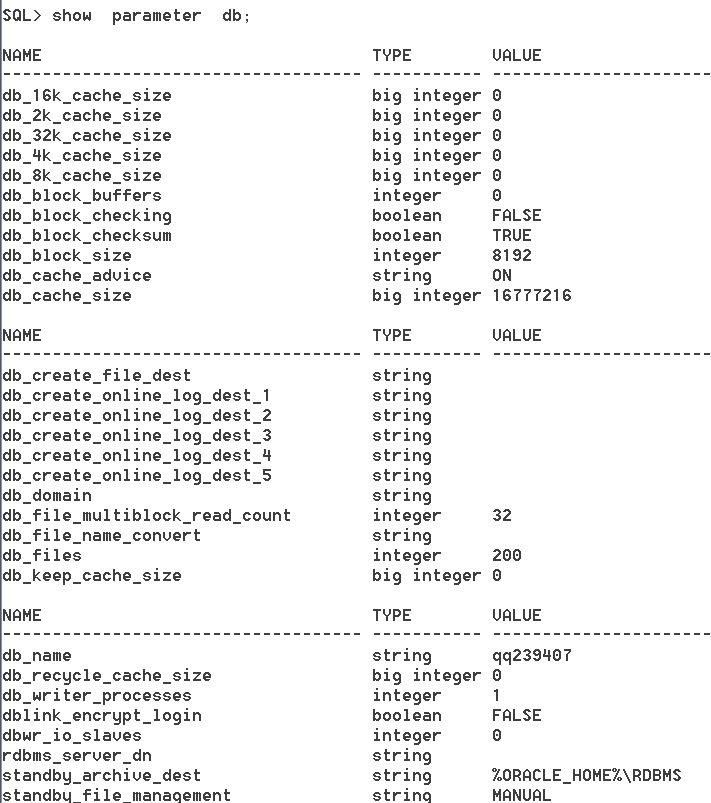 SQL> show  parameter  db;
NAME                                 TYPE        VALUE
------------------------------------ ----------- ----------------------
db_16k_cache_size                    big integer 0
db_2k_cache_size                     big integer 0
db_32k_cache_size                    big integer 0
db_4k_cache_size                     big integer 0
db_8k_cache_size                     big integer 0
db_block_buffers                     integer     0
db_block_checking                    boolean     FALSE
db_block_checksum                    boolean     TRUE
db_block_size                        integer     8192
db_cache_advice                      string      ON
db_cache_size                        big integer 16777216
NAME                                 TYPE        VALUE
------------------------------------ ----------- ----------------------
db_create_file_dest                  string
db_create_online_log_dest_1          string
db_create_online_log_dest_2          string
db_create_online_log_dest_3          string
db_create_online_log_dest_4          string
db_create_online_log_dest_5          string
db_domain                            string
db_file_multiblock_read_count        integer     32
db_file_name_convert                 string
db_files                             integer     200
db_keep_cache_size                   big integer 0
NAME                                 TYPE        VALUE
------------------------------------ ----------- ----------------------
db_name                              string      qq239407
db_recycle_cache_size                big integer 0
db_writer_processes                  integer     1
dblink_encrypt_login                 boolean     FALSE
dbwr_io_slaves                       integer     0
rdbms_server_dn                      string
standby_archive_dest                 string      %ORACLE_HOME%\RDBMS
standby_file_management              string      MANUAL